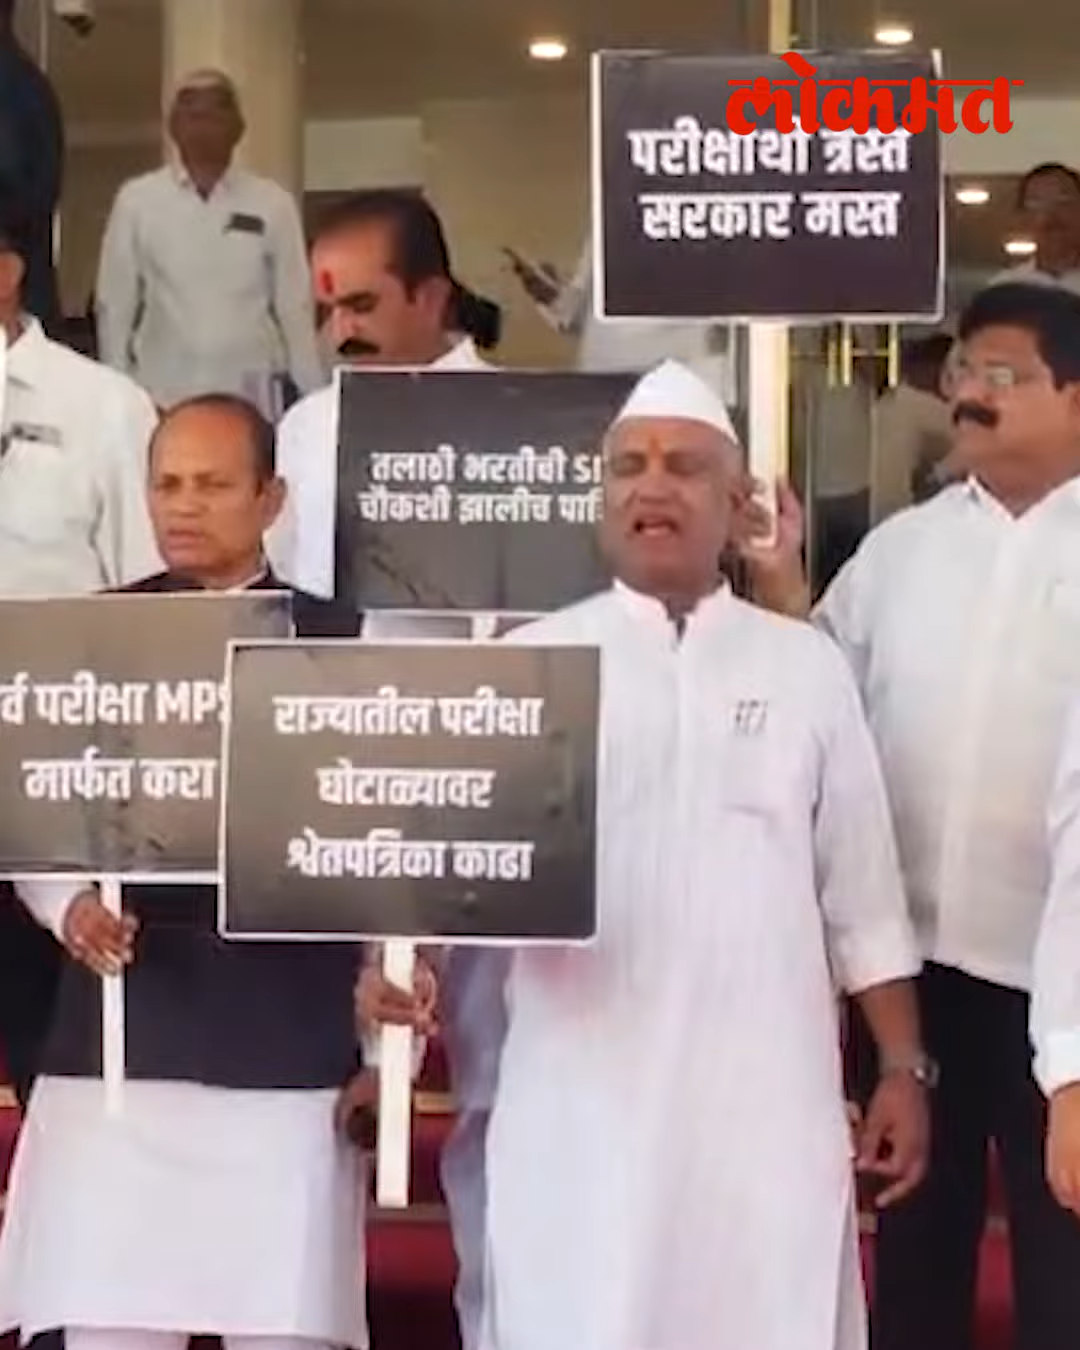 लोकमत
परीक्षार्थी त्रस्त
सरकार मस्त
तलाठी भरतीची
चौकशी झालीच
परीक्षा
मार्फत करा
राज्यातील परीक्षा
घोटाळ्यावर
श्वेतपत्रिका काढा